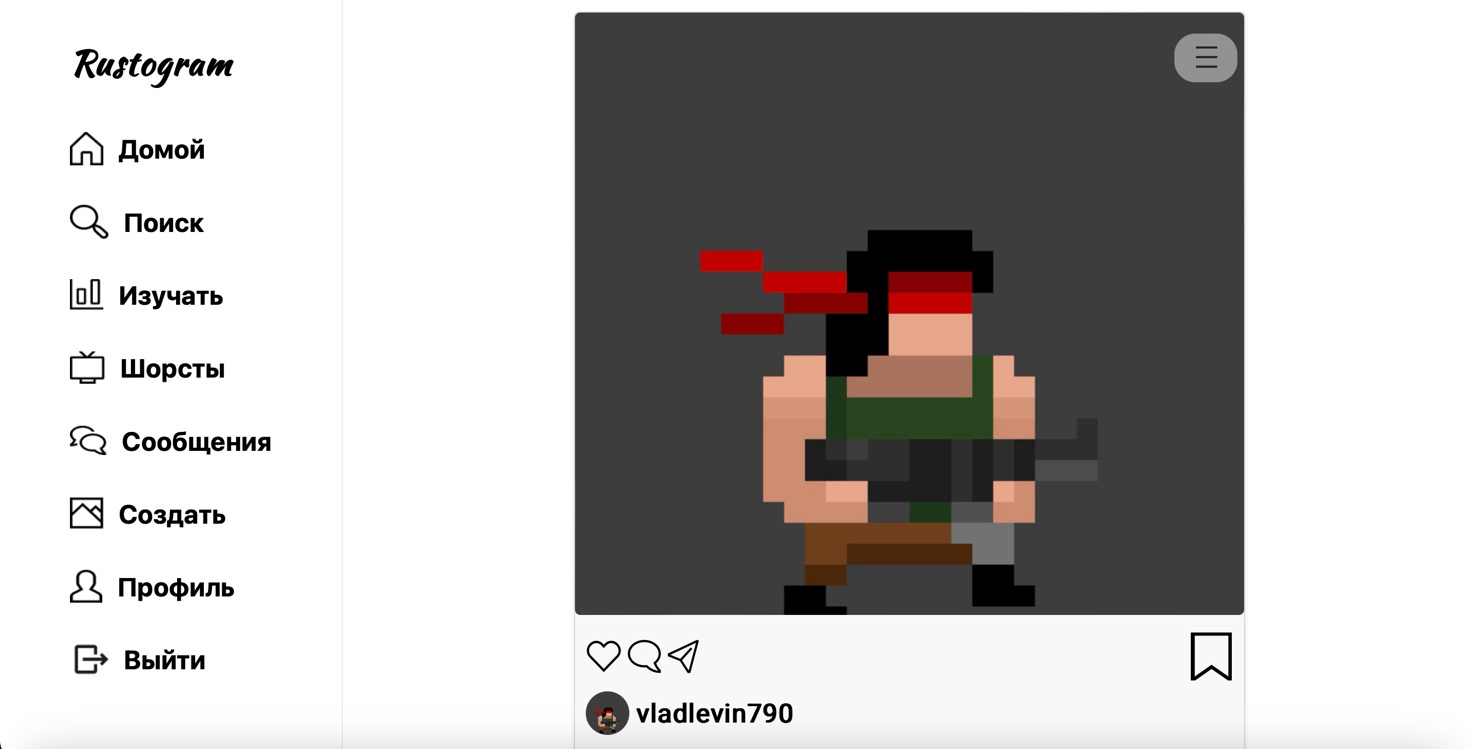 Rustogram
Домой
Поиск
Изучать
Шорсты
Сообщения
Создать
Профиль
Выйти
vladlevin790